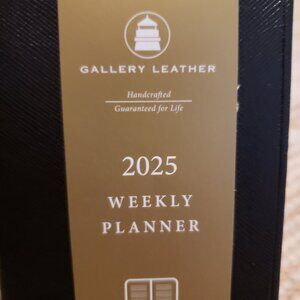 GALLERY LEATHER
Handcrafted
Guaranteed for Life
2025
WEEKLY
PLANNER